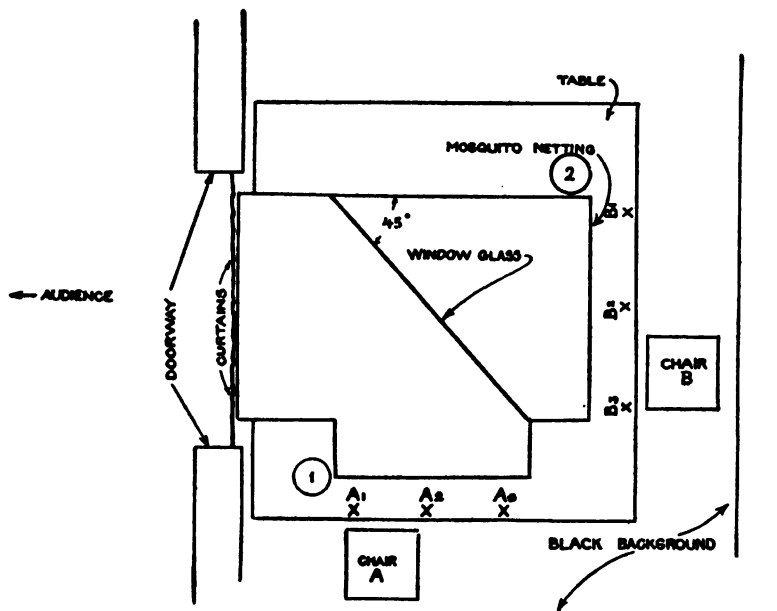 TABLE
MOSQUITO NETTING
2
B1 X
45°
WINDOW GLASS
AUDIENCE
DOORWAY
CURTAINS
B2 X
CHAIR
B
B3 X
1
A1 A2 A3
X X X
BLACK BACKGROUND
CHAIR
A